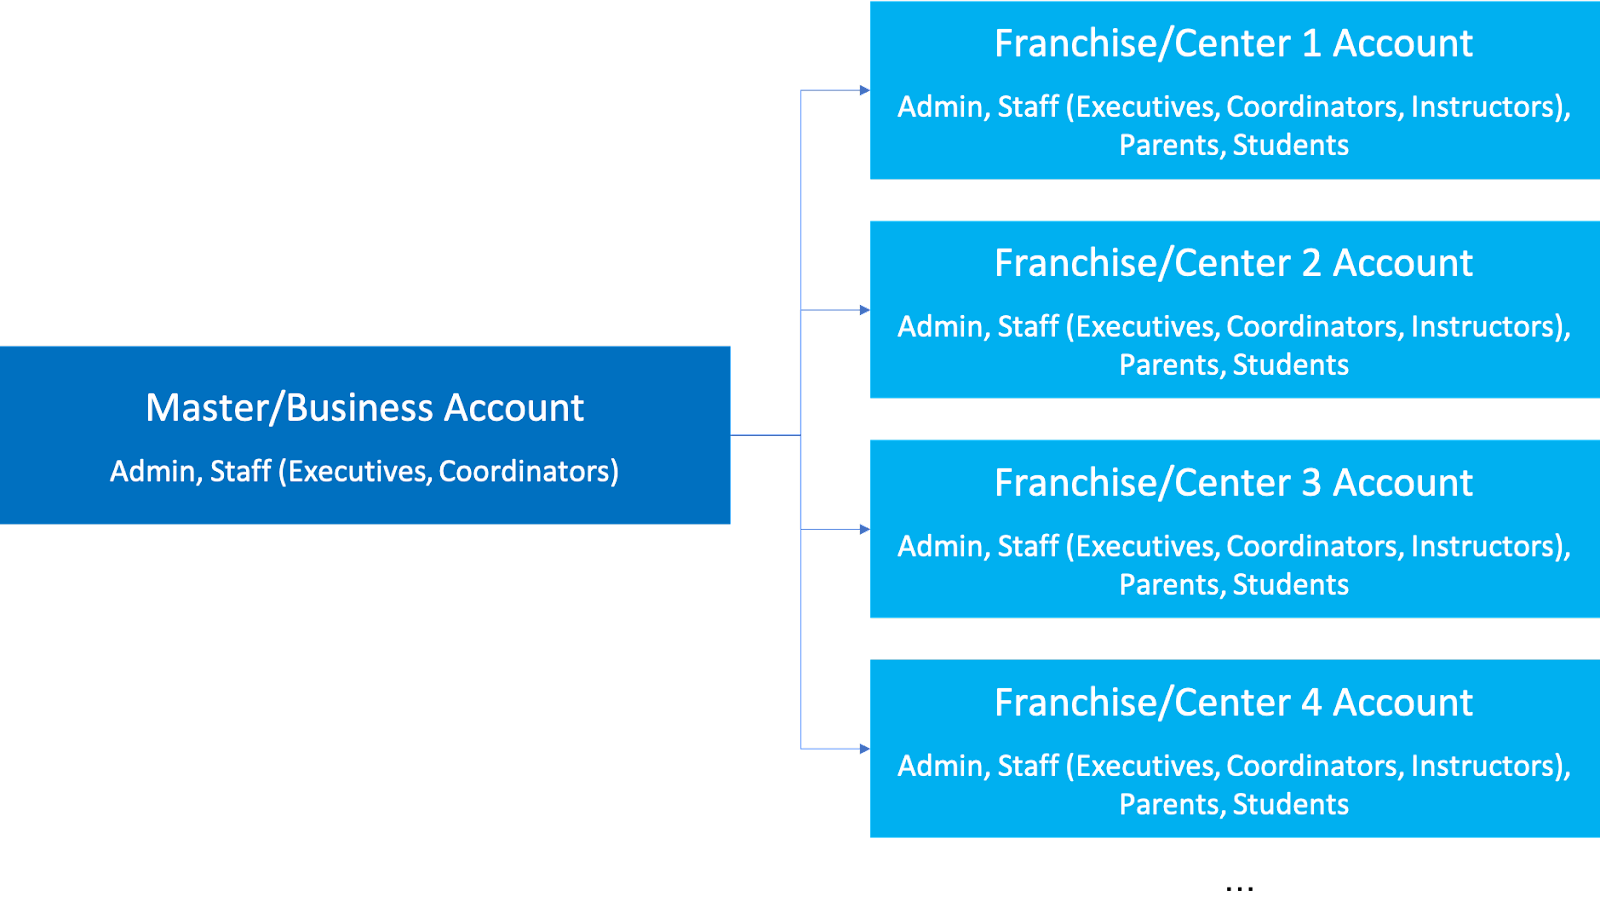 Franchise/Center 1 Account
Admin, Staff (Executives, Coordinators, Instructors),
Parents, Students
Franchise/Center 2 Account
Admin, Staff (Executives, Coordinators, Instructors),
Parents, Students
Master/Business Account
Admin, Staff (Executives, Coordinators)
Franchise/Center 3 Account
Admin, Staff (Executives, Coordinators, Instructors),
Parents, Students
Franchise/Center 4 Account
Admin, Staff (Executives, Coordinators, Instructors),
Parents, Students
...